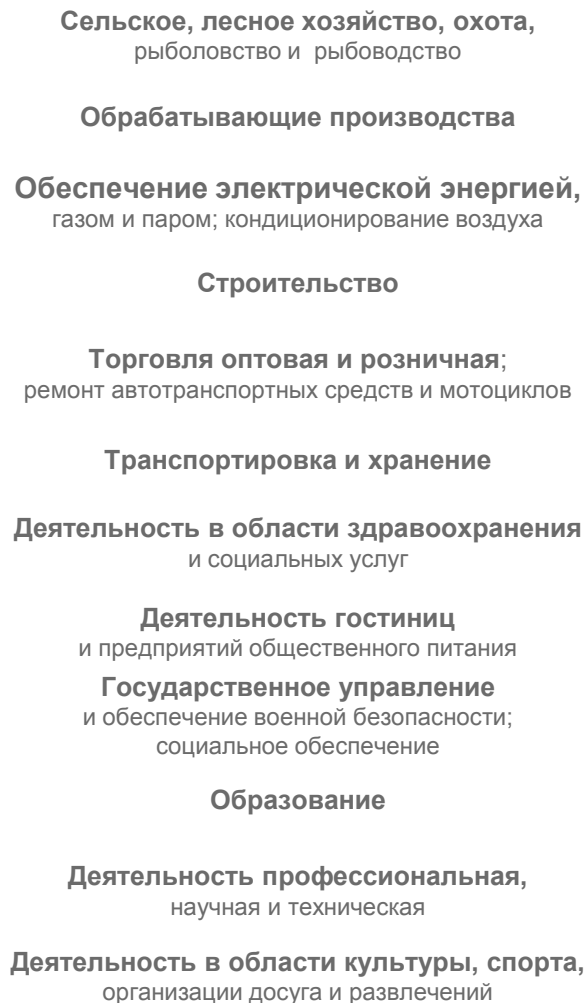 Сельское, лесное хозяйство, охота,
рыболовство и рыбоводство
Обрабатывающие производства
Обеспечение электрической энергией,
газом и паром; кондиционирование воздуха
Строительство
Торговля оптовая и розничная;
ремонт автотранспортных средств и мотоциклов
Транспортировка и хранение
Деятельность в области здравоохранения
и социальных услуг
Деятельность гостиниц
и предприятий общественного питания
Государственное управление
и обеспечение военной безопасности;
социальное обеспечение
Образование
Деятельность профессиональная,
научная и техническая
Деятельность в области культуры, спорта,
организации досуга и развлечений